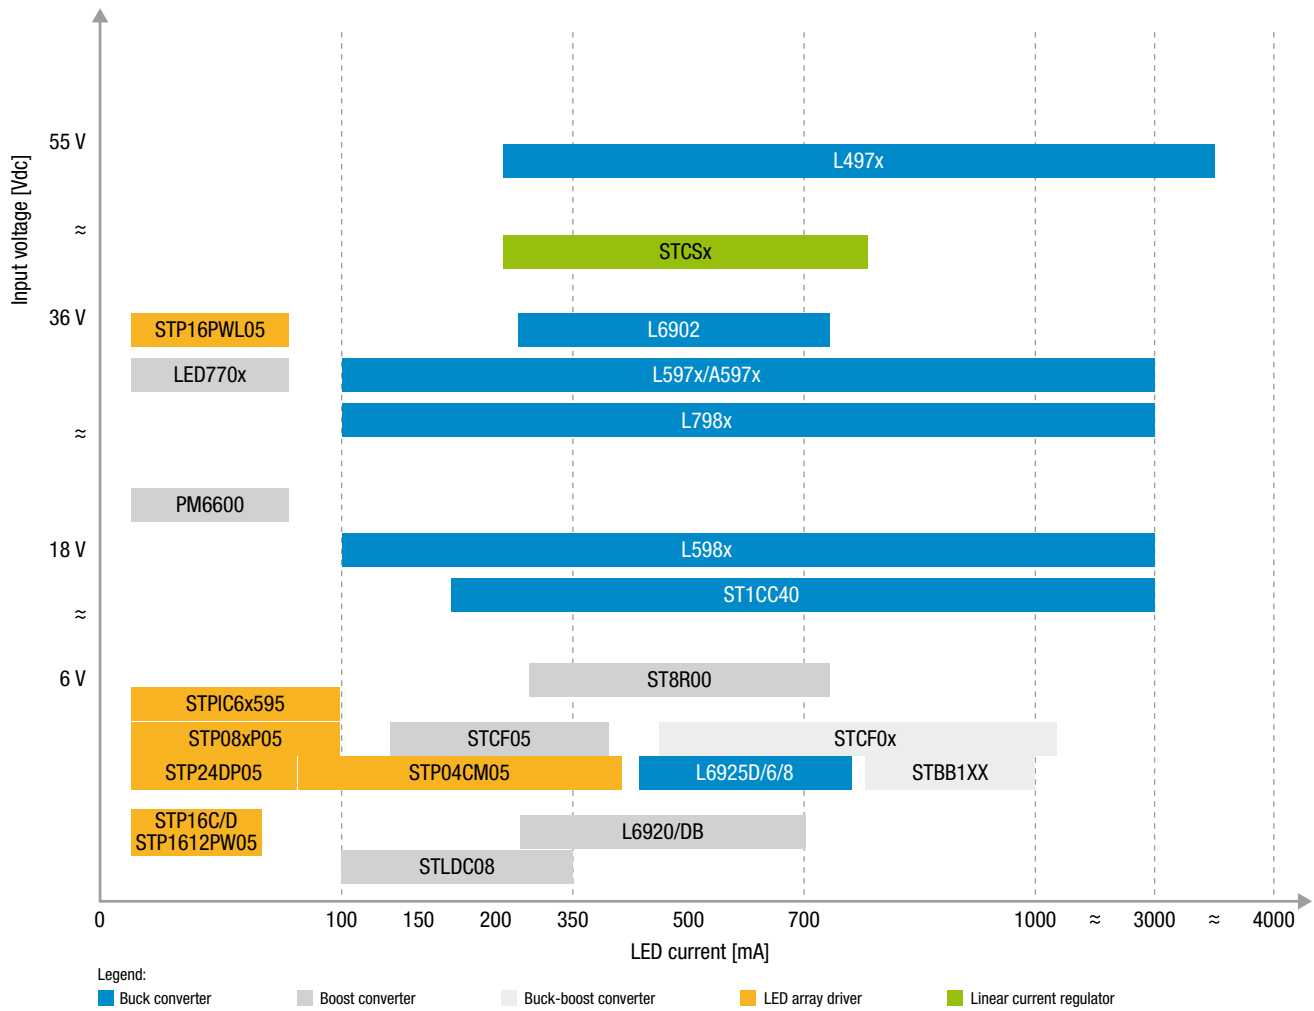 Input voltage [Vdc]
55 V
L497x
≈
STCSx
36 V
STP16PWL05
L6902
LED770x
L597x/A597x
≈
L798x
PM6600
18 V
L598x
ST1CC40
≈
6 V
ST8R00
STPIC6x595
STP08xP05
STCF05
STCF0x
STP24DP05
STP04CM05
L6925D/6/8
STBB1XX
STP16C/D
STP1612PW05
L6920/DB
STLDC08
0 100 150 200 350 500 700 1000 ≈ 3000 ≈ 4000
LED current [mA]
Legend:
Buck converter
Boost converter
Buck-boost converter
LED array driver
Linear current regulator